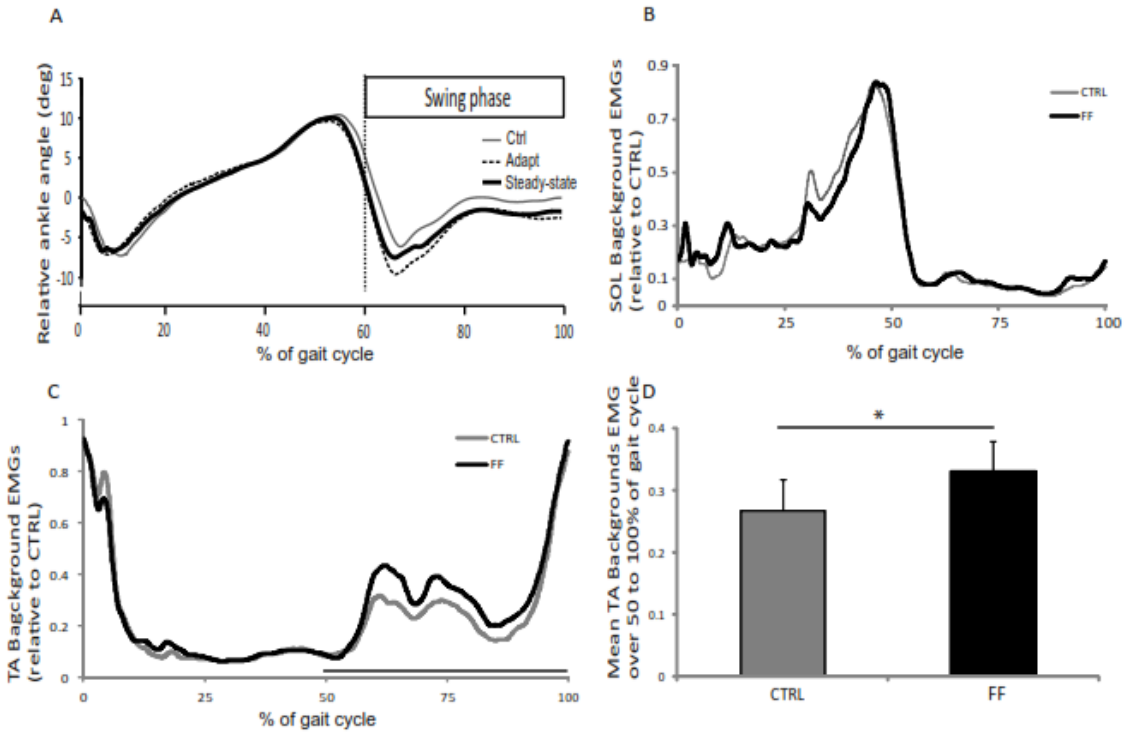 A
Relative ankle angle (deg)
15
10
5
0
-5
-10
Swing phase
Ctrl
Adapt
Steady-state
0 20 40 60 80 100
% of gait cycle
B
SOL Bagckground EMGs
(relative to CTRL)
0.9
0.7
0.5
0.3
0.1
0
CTRL
FF
0 25 50 75 100
% of gait cycle
C
TA Bagckground EMGs
(relative to CTRL)
1
0.8
0.6
0.4
0.2
0
CTRL
FF
0 25 50 75 100
% of gait cycle
D
Mean TA Backgrounds EMG
over 50 to 100% of gait cycle
0.4
0.3
0.2
0.1
0
*
CTRL FF